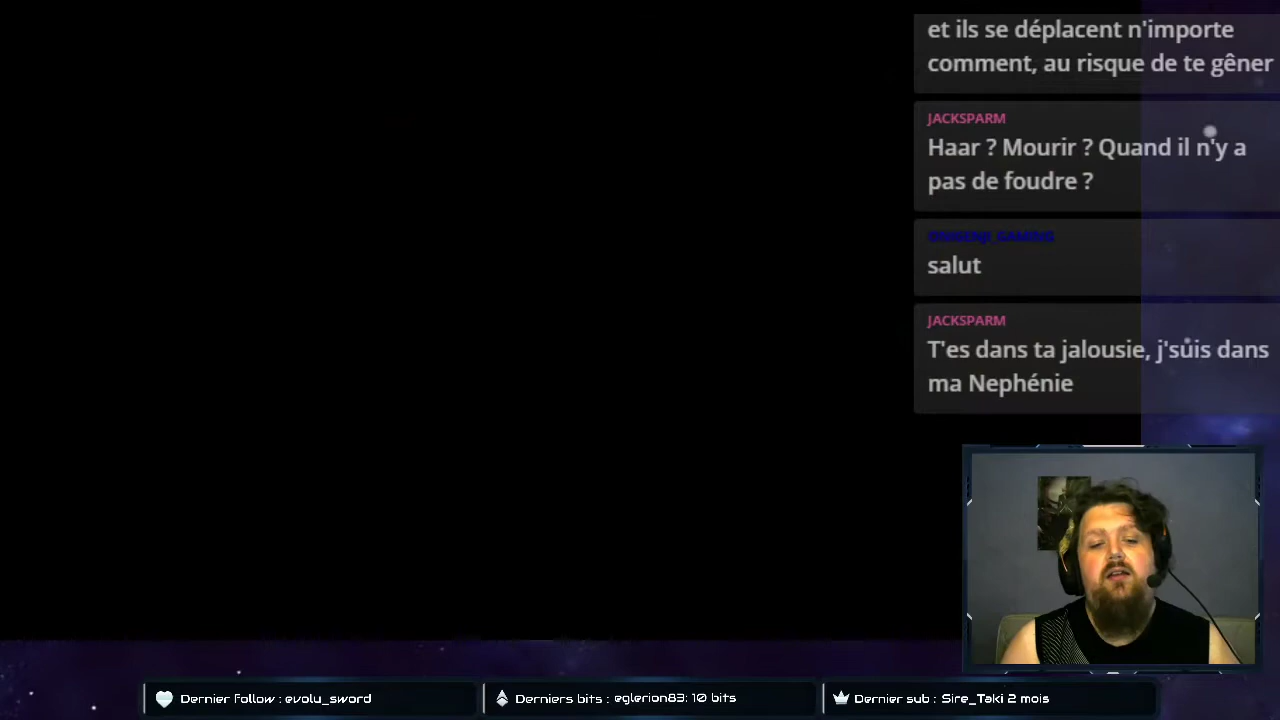 et ils se déplacent n'importe
comment, au risque de te gêner
JACKSPARM
Haar ? Mourir ? Quand il n'y a
pas de foudre ?
salut
JACKSPARM
T'es dans ta jalousie, j'suis dans
ma Nephénie
Dernier Follow : evolu_sword
Derniers bits : eglerion83: 10 bits
Dernier sub : Sire_Taki 2 mois